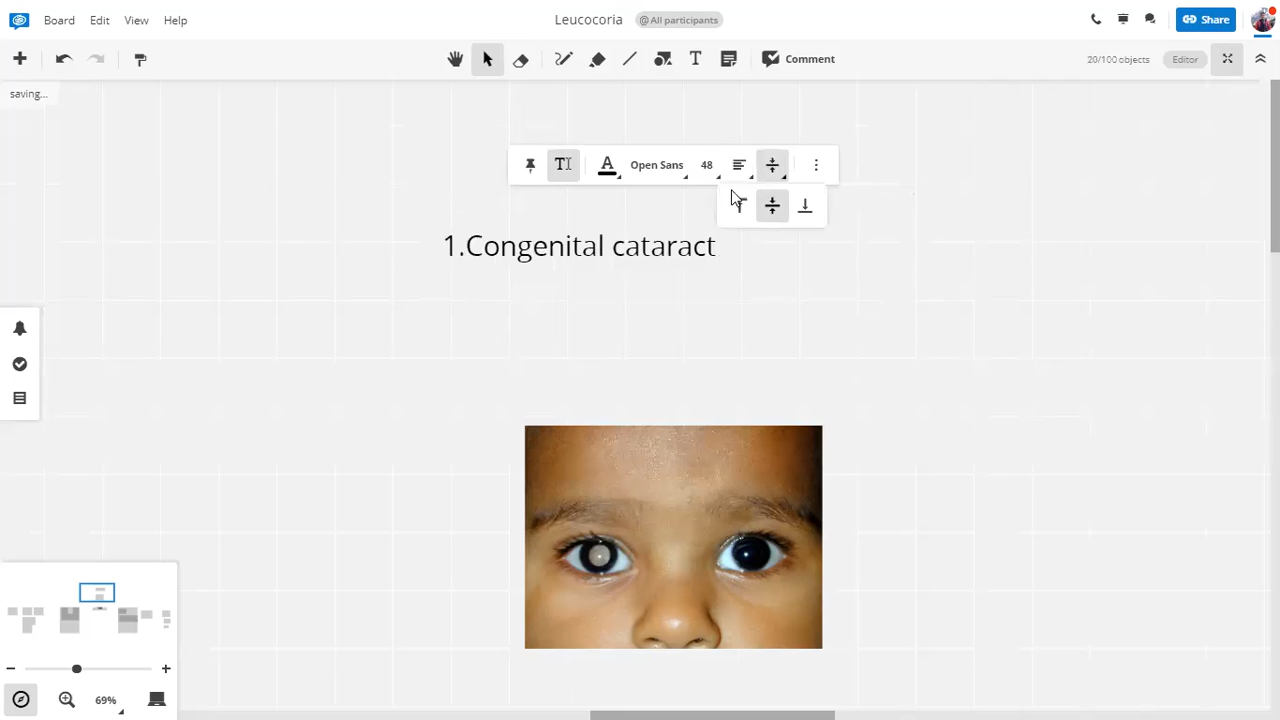 Board Edit View Help Leucocoria @ All participants Share
Comment 20/100 objects Editor
saving...
T A Open Sans 48
1.Congenital cataract
69%